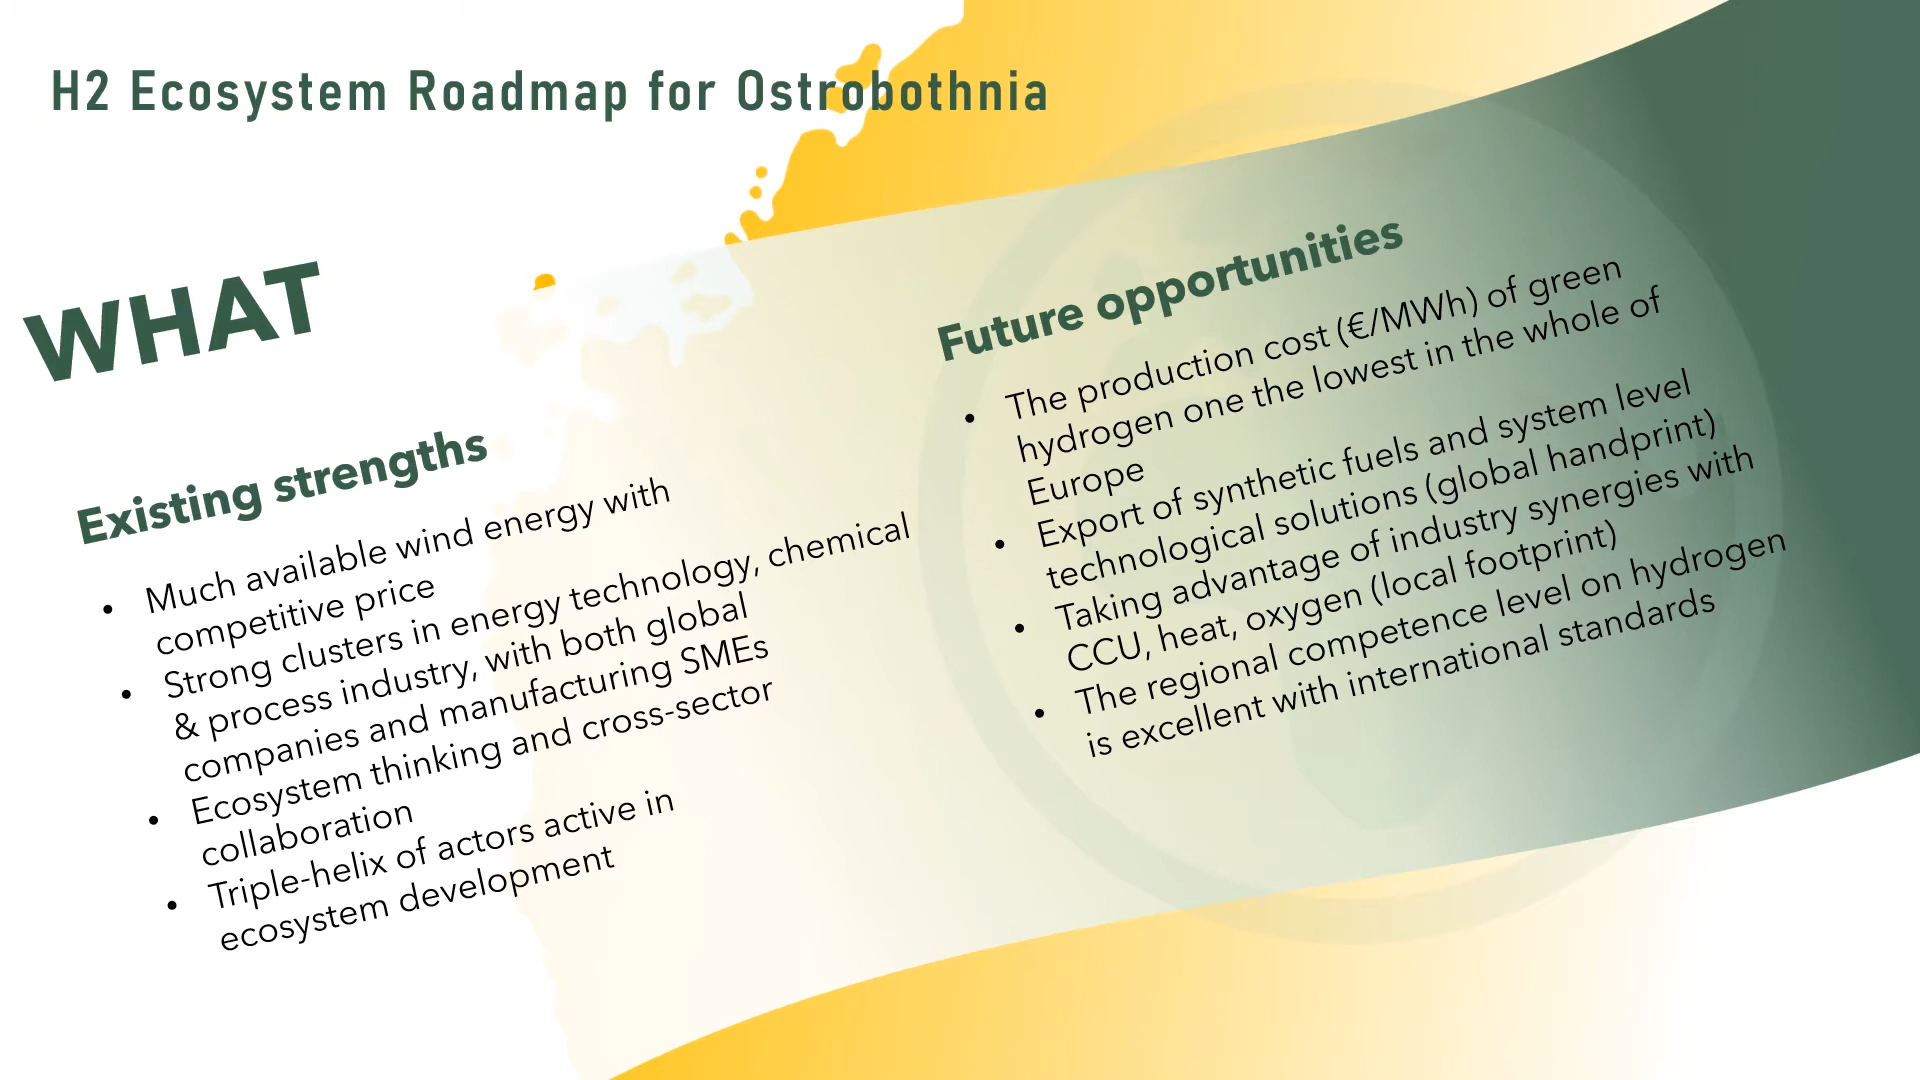 H2 Ecosystem Roadmap for Ostrobothnia
WHAT
Existing strengths
• Much available wind energy with
competitive price
• Strong clusters in energy technology, chemical
& process industry, with both global
companies and manufacturing SMEs
• Ecosystem thinking and cross-sector
collaboration
• Triple-helix of actors active in
ecosystem development
Future opportunities
• The production cost (€/MWh) of green
hydrogen one the lowest in the whole of
Europe
• Export of synthetic fuels and system level
technological solutions (global handprint)
• Taking advantage of industry synergies with
CCU, heat, oxygen (local footprint)
• The regional competence level on hydrogen
is excellent with international standards